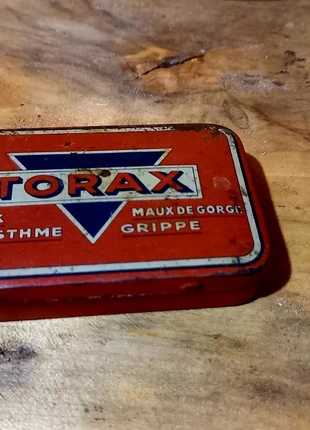 TORAX
X MAUX DE GORGE
STHME GRIPPE